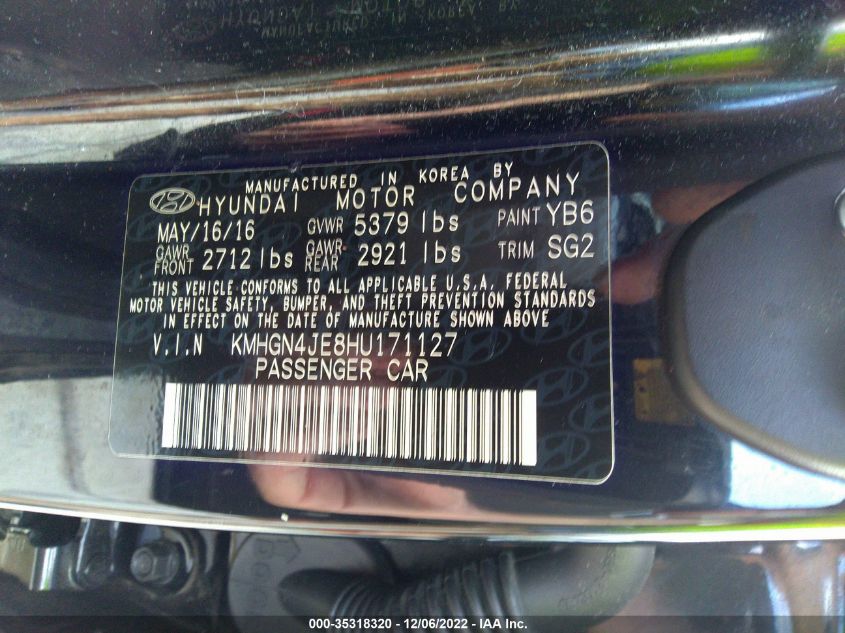 MANUFACTURED IN KOREA BY
HYUNDAI MOTOR COMPANY
MAY/16/16 GVWR 5379 lbs PAINT YB6
GAWR FRONT 2712 lbs GAWR REAR 2921 lbs TRIM SG2
THIS VEHICLE CONFORMS TO ALL APPLICABLE U.S.A. FEDERAL
MOTOR VEHICLE SAFETY, BUMPER, AND THEFT PREVENTION STANDARDS
IN EFFECT ON THE DATE OF MANUFACTURE SHOWN ABOVE.
V.I.N KMHGN4JE8HU171127
PASSENGER CAR
000-35318320 - 12/06/2022 - IAA Inc.